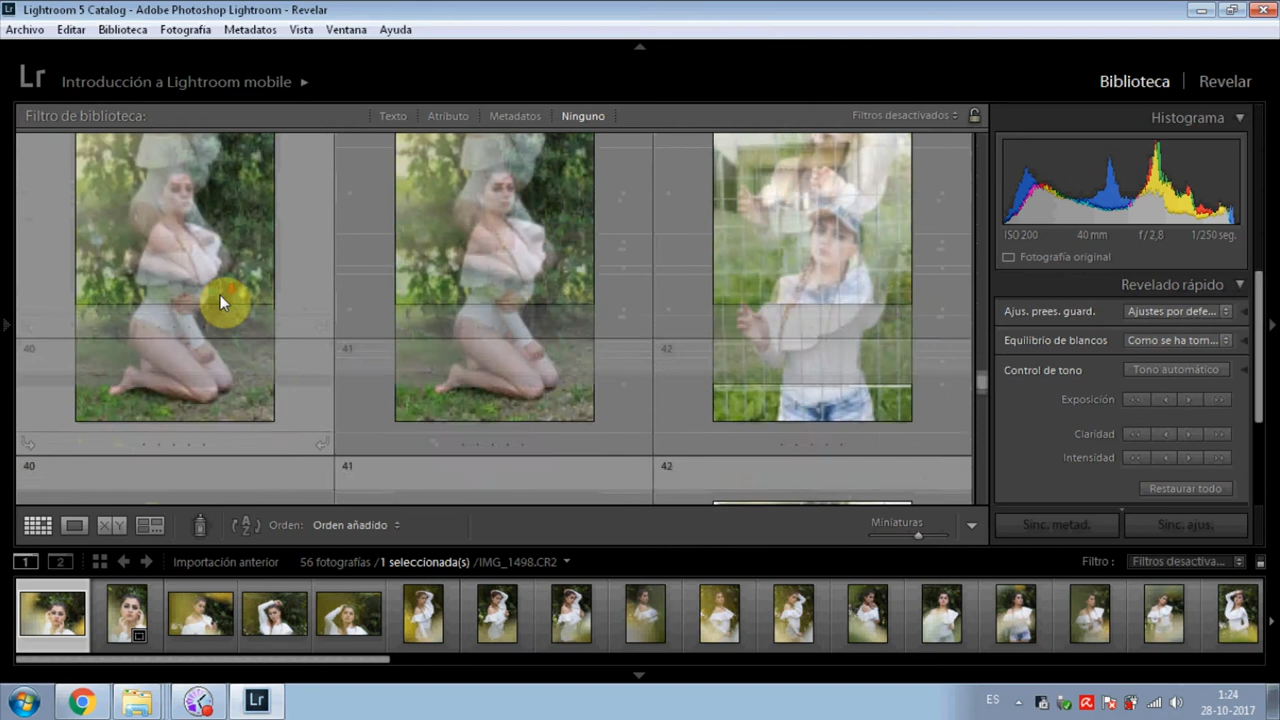 Lightroom 5 Catalog - Adobe Photoshop Lightroom - Revelar
Archivo Editar Biblioteca Fotografía Metadatos Vista Ventana Ayuda
Lr Introducción a Lightroom mobile
Biblioteca Revelar
Filtro de biblioteca: Texto Atributo Metadatos Ninguno Filtros desactivados
Histograma
ISO 200 40 mm f / 2,8 1/250 seg.
Fotografía original
Revelado rápido
Ajus. prees. guard. Ajustes por defe...
Equilibrio de blancos Como se ha tom...
40 41 42
Control de tono Tono automático
Exposición
Claridad
Intensidad
40 41 42
Restaurar todo
Orden: Orden añadido Miniaturas
Sinc. metad. Sinc. ajus.
1 2 Importación anterior 56 fotografías /1 seleccionada(s) /IMG_1498.CR2 Filtro : Filtros desactiva...
Lr ES 1:24
28-10-2017